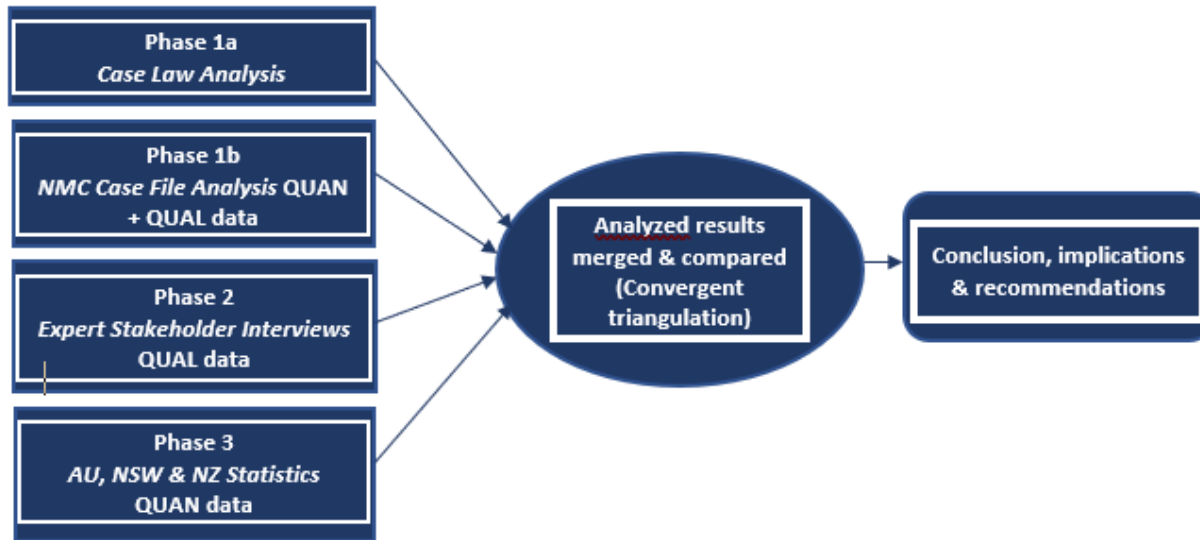 Phase 1a
Case Law Analysis
Phase 1b
NMC Case File Analysis QUAN
+ QUAL data
Phase 2
Expert Stakeholder Interviews
QUAL data
Phase 3
AU, NSW & NZ Statistics
QUAN data
Analyzed results
merged & compared
(Convergent
triangulation)
Conclusion, implications
& recommendations